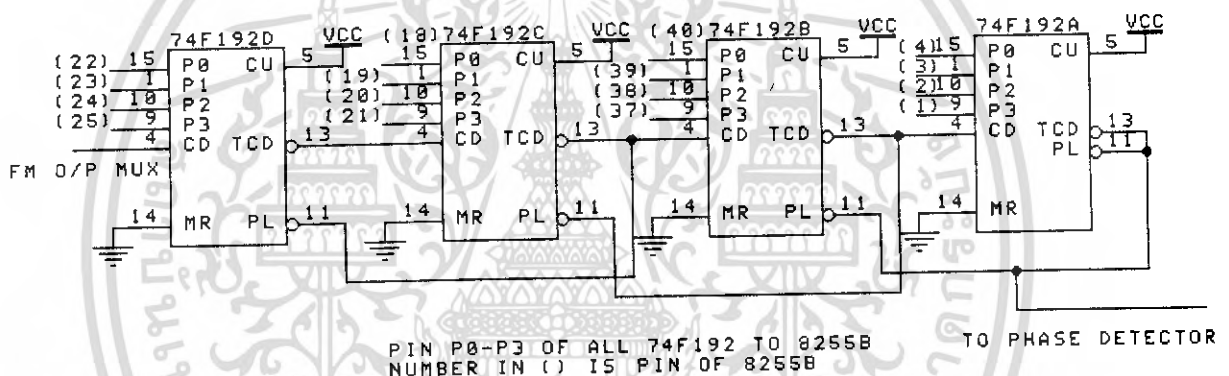 74F192D
VCC
(22) 15 P0 CU 5
(23) 1 P1
(24) 10 P2
(25) 9 P3
4 CD TCD 13
FM O/P MUX
14 MR PL 11
(18) 74F192C
VCC
15 P0 CU 5
(19) 1 P1
(20) 10 P2
(21) 9 P3
4 CD TCD 13
14 MR PL 11
(40) 74F192B
VCC
15 P0 CU 5
(39) 1 P1
(38) 10 P2
(37) 9 P3
4 CD TCD 13
14 MR PL 11
74F192A
VCC
(4) 15 P0 CU 5
(3) 1 P1
(2) 10 P2
(1) 9 P3
4 CD TCD 13
PL 11
14 MR
TO PHASE DETECTOR
PIN P0-P3 OF ALL 74F192 TO 8255B
NUMBER IN () IS PIN OF 8255B